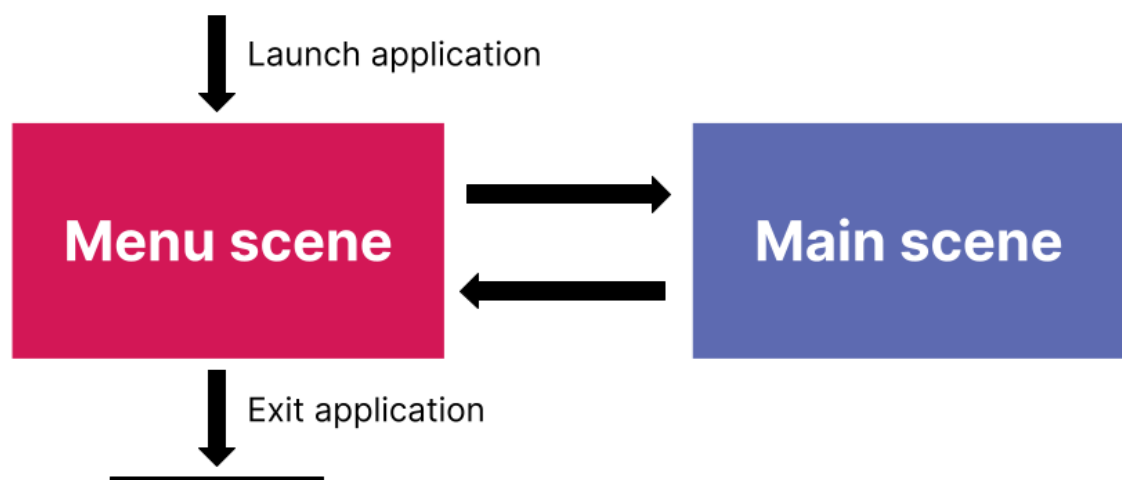 Launch application
Menu scene
Main scene
Exit application